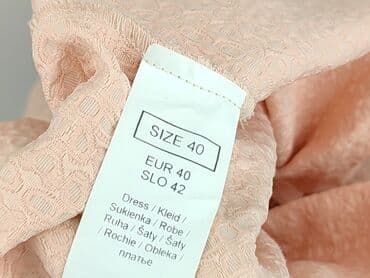 SIZE 40
EUR 40
SLO 42
Dress / Kleid /
Sukienka / Robe /
Ruha / Šaty / Šaty
/ Rochie / Obleka /
платье